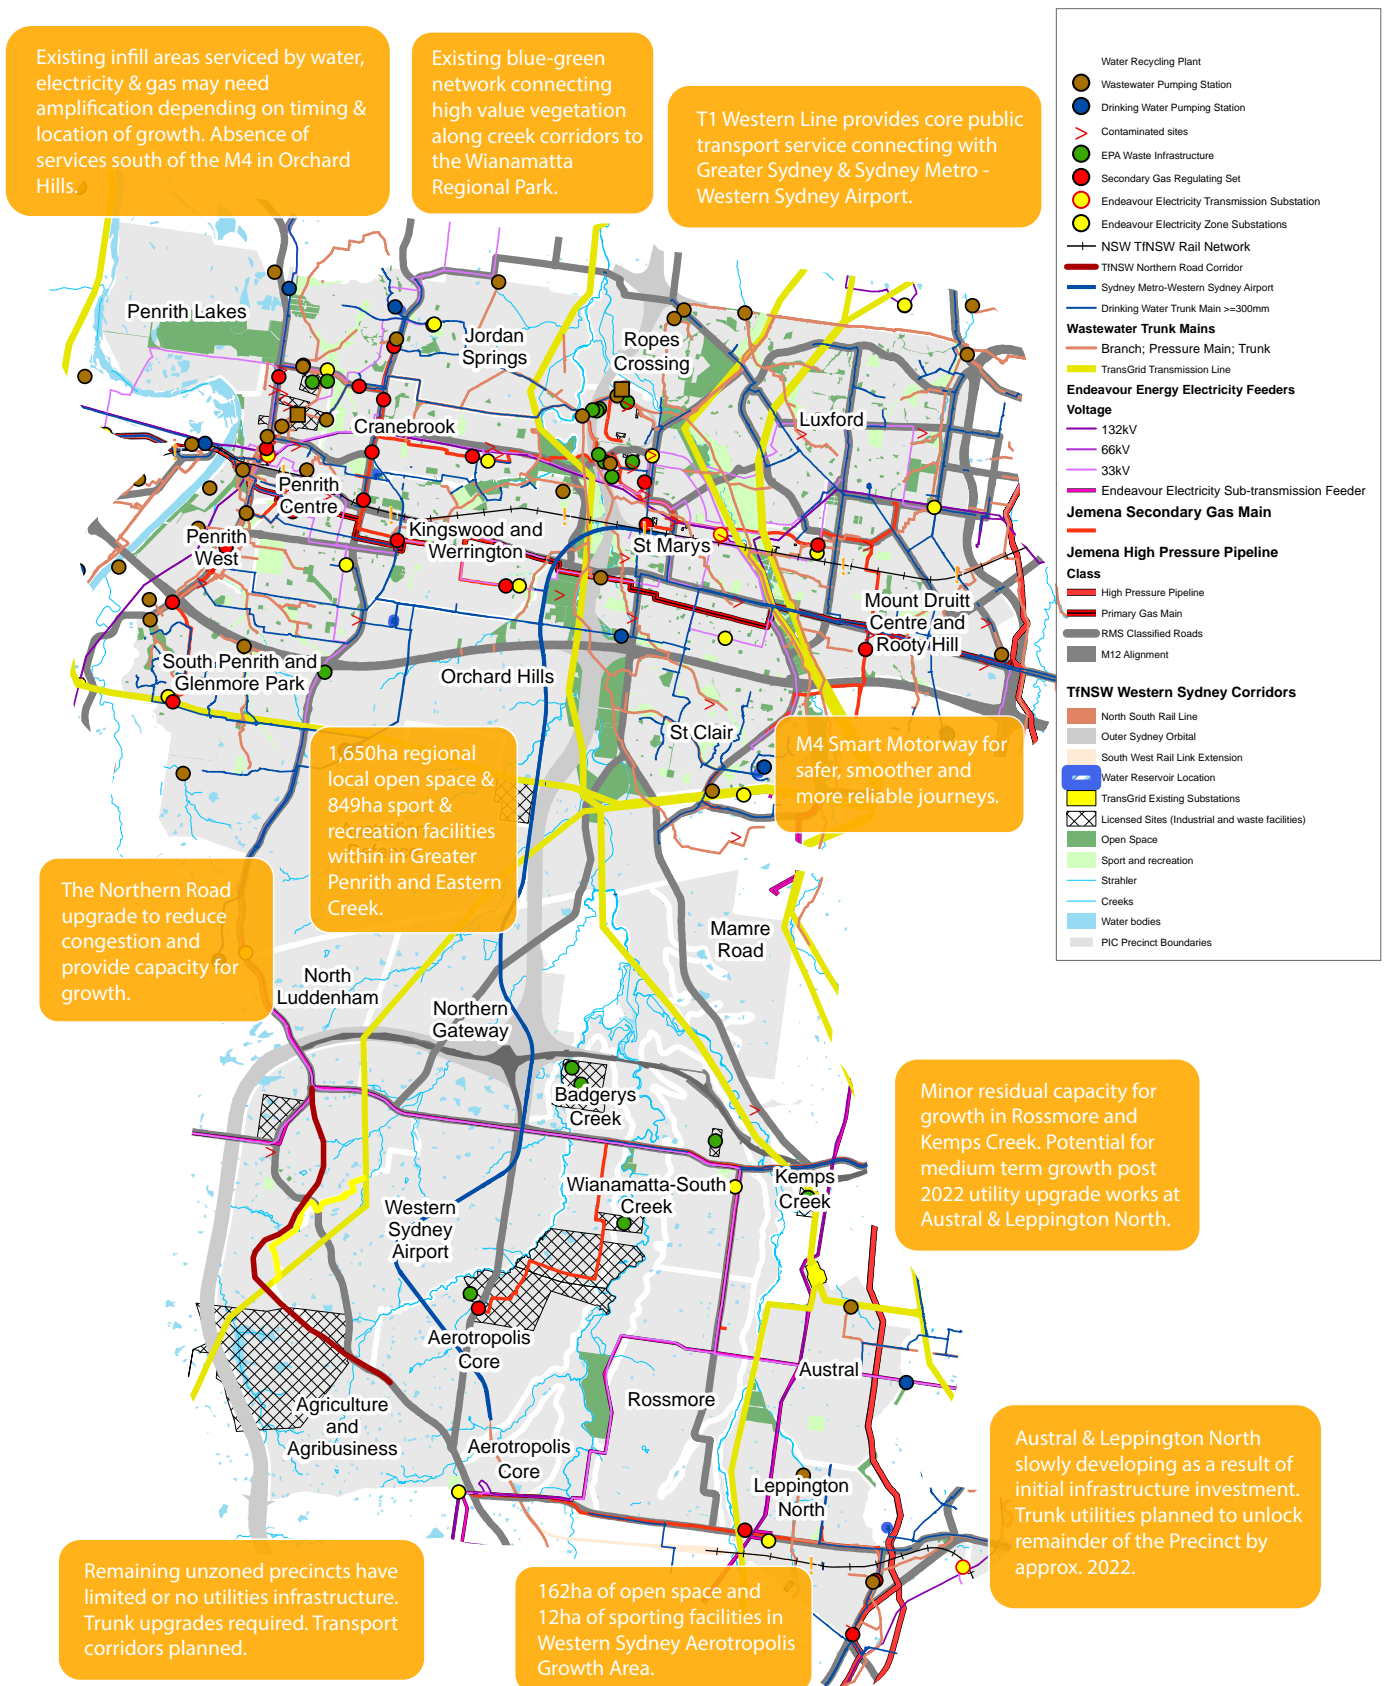 Existing infill areas serviced by water,
electricity & gas may need
amplification depending on timing &
location of growth. Absence of
services south of the M4 in Orchard
Hills.
Existing blue-green
network connecting
high value vegetation
along creek corridors to
the Wianamatta
Regional Park.
T1 Western Line provides core public
transport service connecting with
Greater Sydney & Sydney Metro -
Western Sydney Airport.
Water Recycling Plant
Wastewater Pumping Station
Drinking Water Pumping Station
Contaminated sites
EPA Waste Infrastructure
Secondary Gas Regulating Set
Endeavour Electricity Transmission Substation
Endeavour Electricity Zone Substations
NSW TfNSW Rail Network
TfNSW Northern Road Corridor
Sydney Metro-Western Sydney Airport
Drinking Water Trunk Main >=300mm
Wastewater Trunk Mains
Branch; Pressure Main; Trunk
TransGrid Transmission Line
Endeavour Energy Electricity Feeders
Voltage
132kV
66kV
33kV
Endeavour Electricity Sub-transmission Feeder
Jemena Secondary Gas Main
Jemena High Pressure Pipeline
Class
High Pressure Pipeline
Primary Gas Main
RMS Classified Roads
M12 Alignment
TfNSW Western Sydney Corridors
North South Rail Line
Outer Sydney Orbital
South West Rail Link Extension
Water Reservoir Location
TransGrid Existing Substations
Licensed Sites (Industrial and waste facilities)
Open Space
Sport and recreation
Strahler
Creeks
Water bodies
PIC Precinct Boundaries
Penrith Lakes
Jordan
Springs
Ropes
Crossing
Luxford
Cranebrook
Penrith
Centre
Kingswood and
Werrington
St Marys
Penrith
West
Mount Druitt
Centre and
Rooty Hill
South Penrith and
Glenmore Park
Orchard Hills
St Clair
1,650ha regional
local open space &
849ha sport &
recreation facilities
within in Greater
Penrith and Eastern
Creek.
M4 Smart Motorway for
safer, smoother and
more reliable journeys.
The Northern Road
upgrade to reduce
congestion and
provide capacity for
growth.
Mamre
Road
North
Luddenham
Northern
Gateway
Badgerys
Creek
Minor residual capacity for
growth in Rossmore and
Kemps Creek. Potential for
medium term growth post
2022 utility upgrade works at
Austral & Leppington North.
Wianamatta-South
Creek
Kemps
Creek
Western
Sydney
Airport
Aerotropolis
Core
Austral
Rossmore
Agriculture
and
Agribusiness
Aerotropolis
Core
Leppington
North
Austral & Leppington North
slowly developing as a result of
initial infrastructure investment.
Trunk utilities planned to unlock
remainder of the Precinct by
approx. 2022.
Remaining unzoned precincts have
limited or no utilities infrastructure.
Trunk upgrades required. Transport
corridors planned.
162ha of open space and
12ha of sporting facilities in
Western Sydney Aerotropolis
Growth Area.